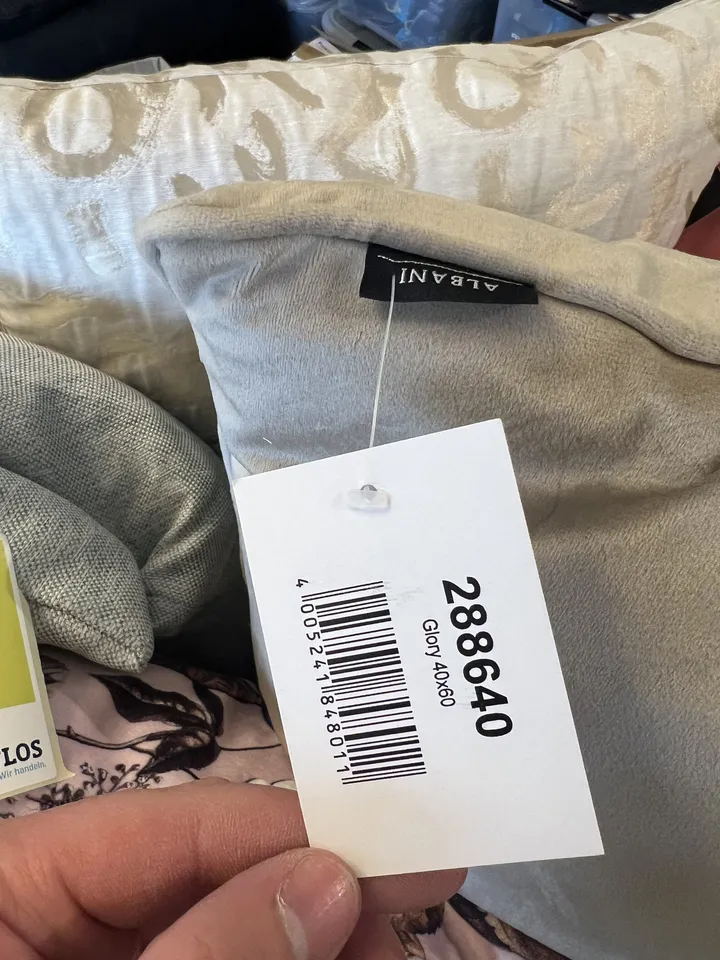 ALBANI
288640
Glory 40x60
4 005241 848011
LOS
Wir handeln.